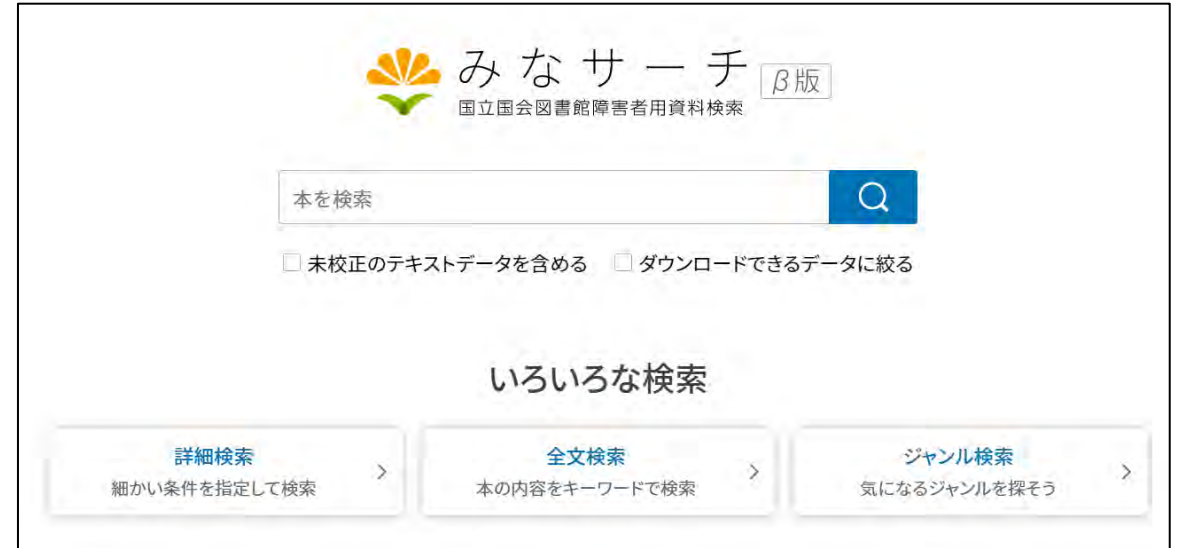 みなサーチ β版
国立国会図書館障害者用資料検索
本を検索
未校正のテキストデータを含める ダウンロードできるデータに絞る
いろいろな検索
詳細検索 全文検索 ジャンル検索
細かい条件を指定して検索 本の内容をキーワードで検索 気になるジャンルを探そう